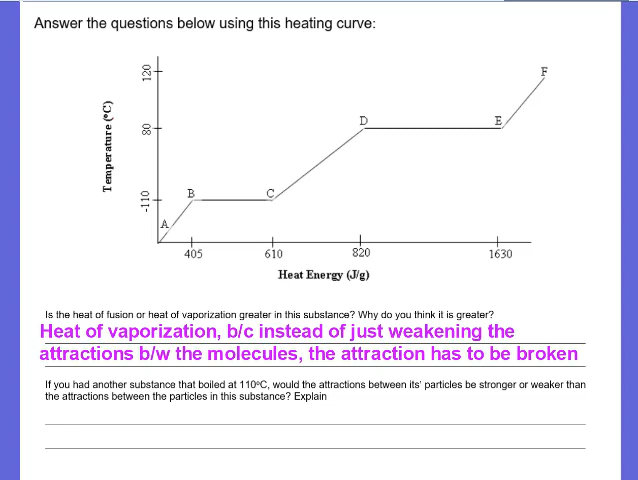 Answer the questions below using this heating curve:
120
F
D
E
80
Temperature (°C)
B
C
-110
A
405
610
820
1630
Heat Energy (J/g)
Is the heat of fusion or heat of vaporization greater in this substance? Why do you think it is greater?
Heat of vaporization, b/c instead of just weakening the
attractions b/w the molecules, the attraction has to be broken
If you had another substance that boiled at 110ºC, would the attractions between its' particles be stronger or weaker than
the attractions between the particles in this substance? Explain